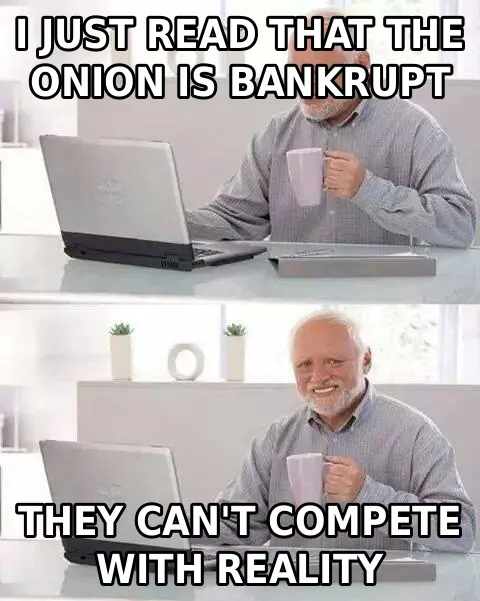 I JUST READ THAT THE
ONION IS BANKRUPT
THEY CAN'T COMPETE
WITH REALITY